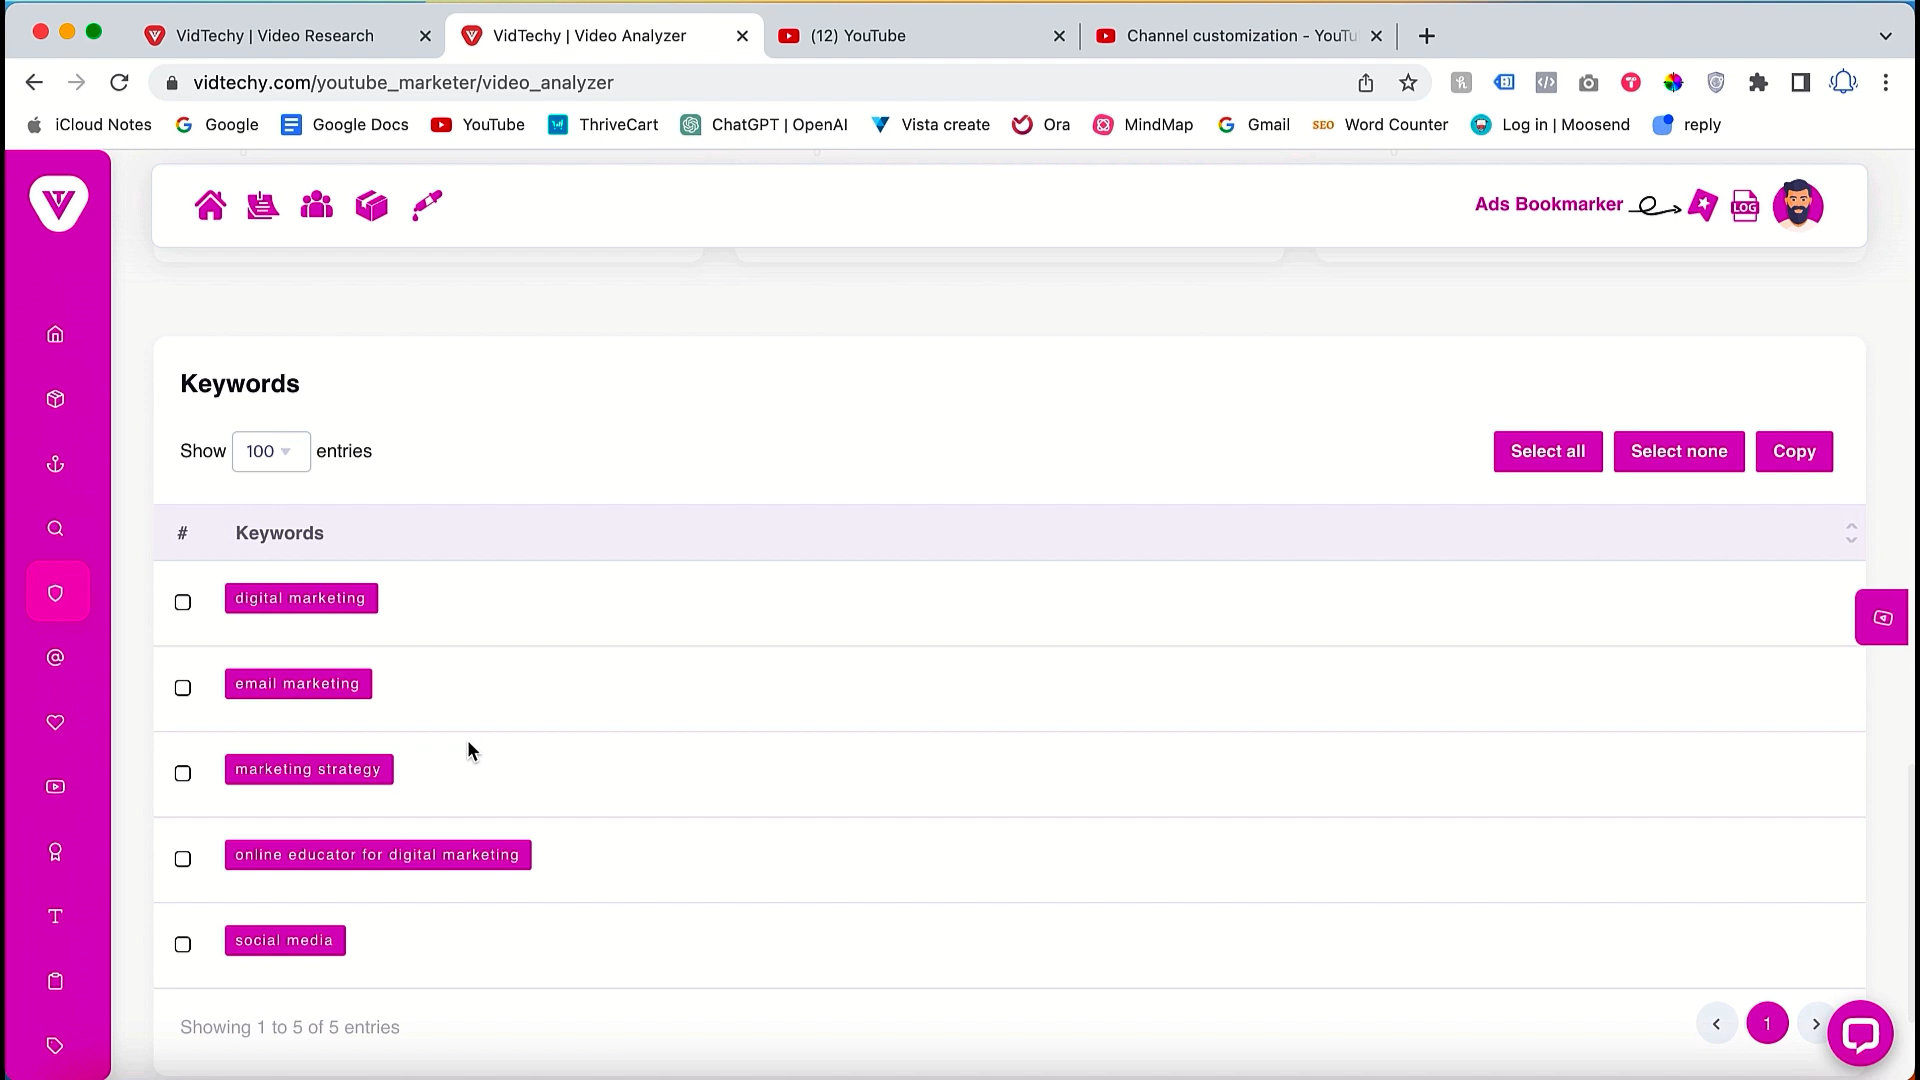 VidTechy | Video Research
VidTechy | Video Analyzer
(12) YouTube
Channel customization - YouTu
vidtechy.com/youtube_marketer/video_analyzer
iCloud Notes
Google
Google Docs
YouTube
ThriveCart
ChatGPT | OpenAI
Vista create
Ora
MindMap
Gmail
SEO Word Counter
Log in | Moosend
reply
Ads Bookmarker
LOG
Keywords
Show 100 entries
Select all
Select none
Copy
# Keywords
digital marketing
email marketing
marketing strategy
online educator for digital marketing
social media
Showing 1 to 5 of 5 entries
1